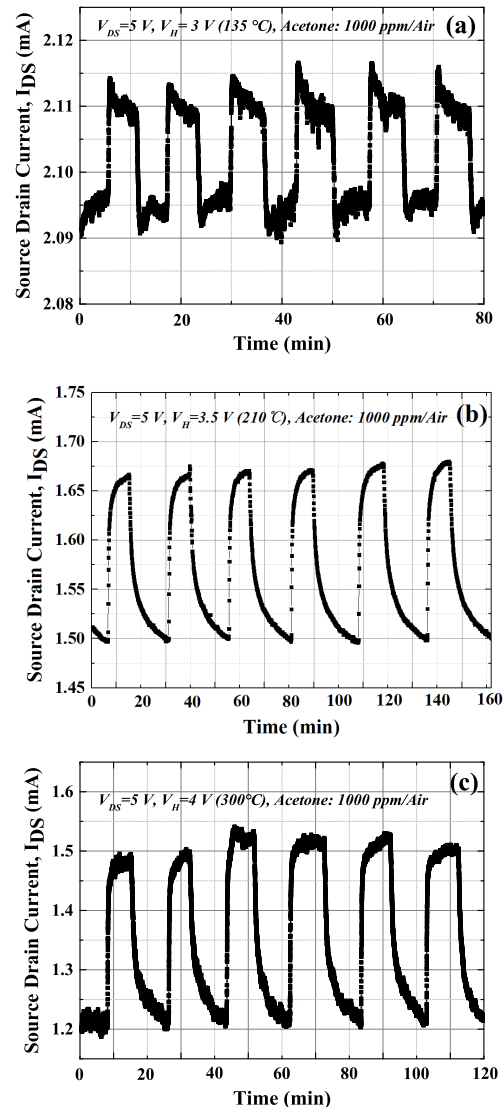 V_DS=5 V, V_H= 3 V (135 °C), Acetone: 1000 ppm/Air
(a)
Source Drain Current, I_DS (mA)
2.12
2.11
2.10
2.09
2.08
0 20 40 60 80
Time (min)
V_DS=5 V, V_H=3.5 V (210℃), Acetone: 1000 ppm/Air
(b)
Source Drain Current, I_DS (mA)
1.75
1.70
1.65
1.60
1.55
1.50
1.45
0 20 40 60 80 100 120 140 160
Time (min)
V_DS=5 V, V_H=4 V (300°C), Acetone: 1000 ppm/Air
(c)
Source Drain Current, I_DS (mA)
1.6
1.5
1.4
1.3
1.2
0 20 40 60 80 100 120
Time (min)